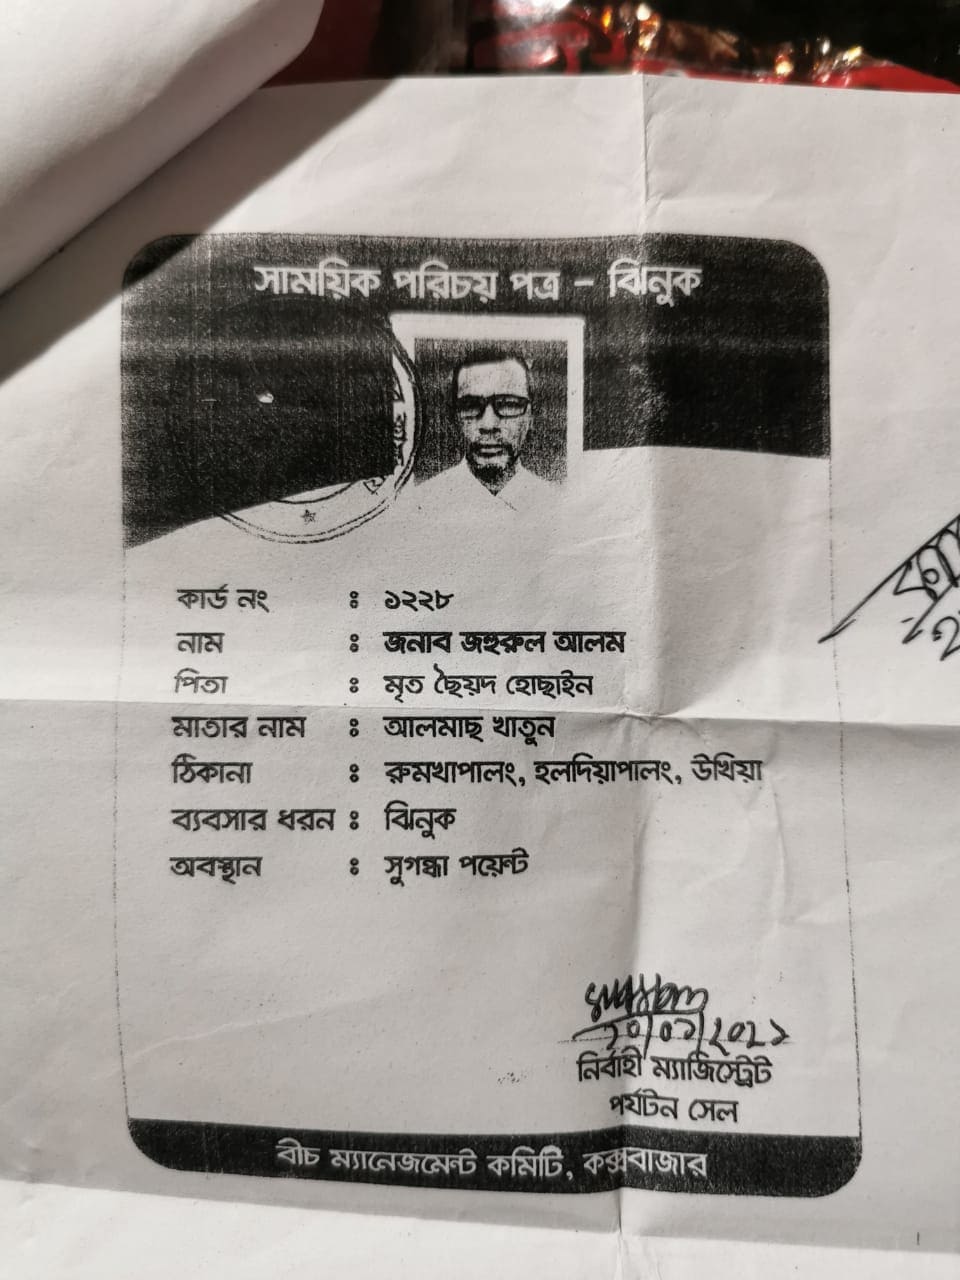 সাময়িক পরিচয় পত্র - ঝিনুক
কার্ড নং : ১২২৮
নাম : জনাব জহুরুল আলম
পিতা : মৃত ছৈয়দ হোছাইন
মাতার নাম : আলমাছ খাতুন
ঠিকানা : রুমখাপালং, হলদিয়াপালং, উখিয়া
ব্যবসার ধরন : ঝিনুক
অবস্থান : সুগন্ধা পয়েন্ট
নির্বাহী ম্যাজিস্ট্রেট
পর্যটন সেল
বীচ ম্যানেজমেন্ট কমিটি, কক্সবাজার